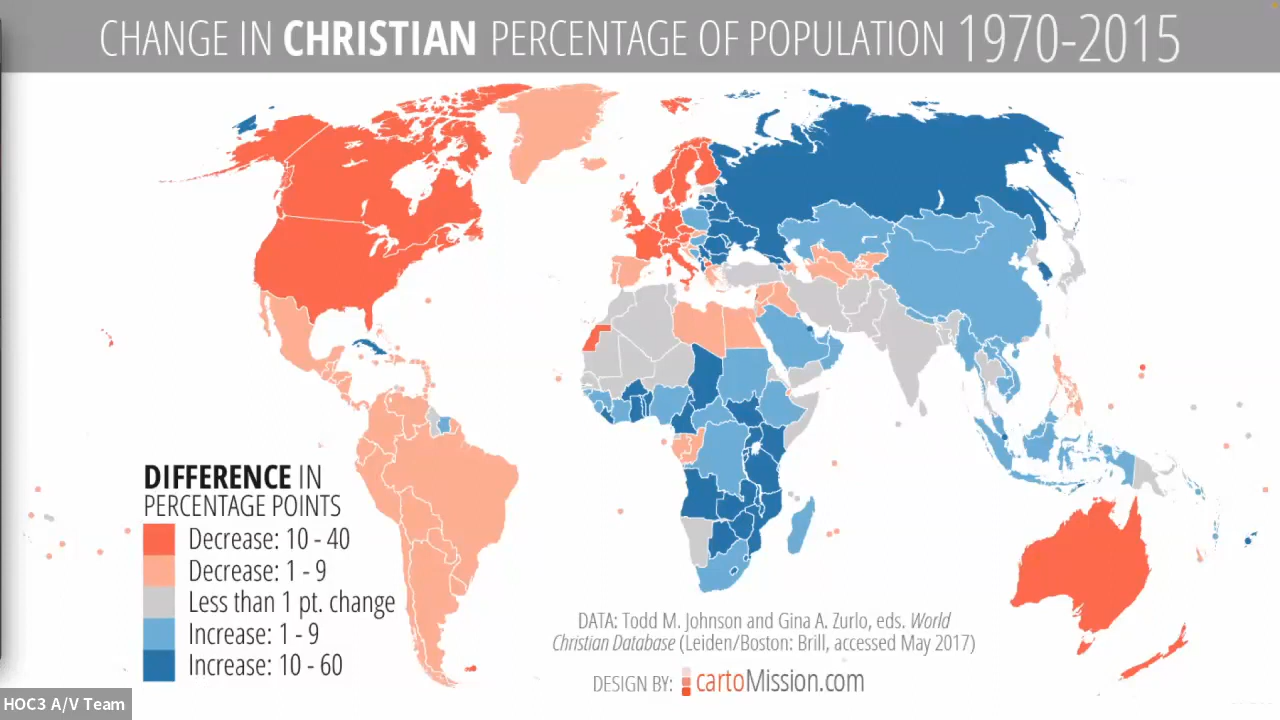 CHANGE IN CHRISTIAN PERCENTAGE OF POPULATION 1970-2015
DIFFERENCE IN
PERCENTAGE POINTS
Decrease: 10 - 40
Decrease: 1 - 9
Less than 1 pt. change
Increase: 1 - 9
Increase: 10 - 60
DATA: Todd M. Johnson and Gina A. Zurlo, eds. World
Christian Database (Leiden/Boston: Brill, accessed May 2017)
DESIGN BY: cartoMission.com
HOC3 A/V Team